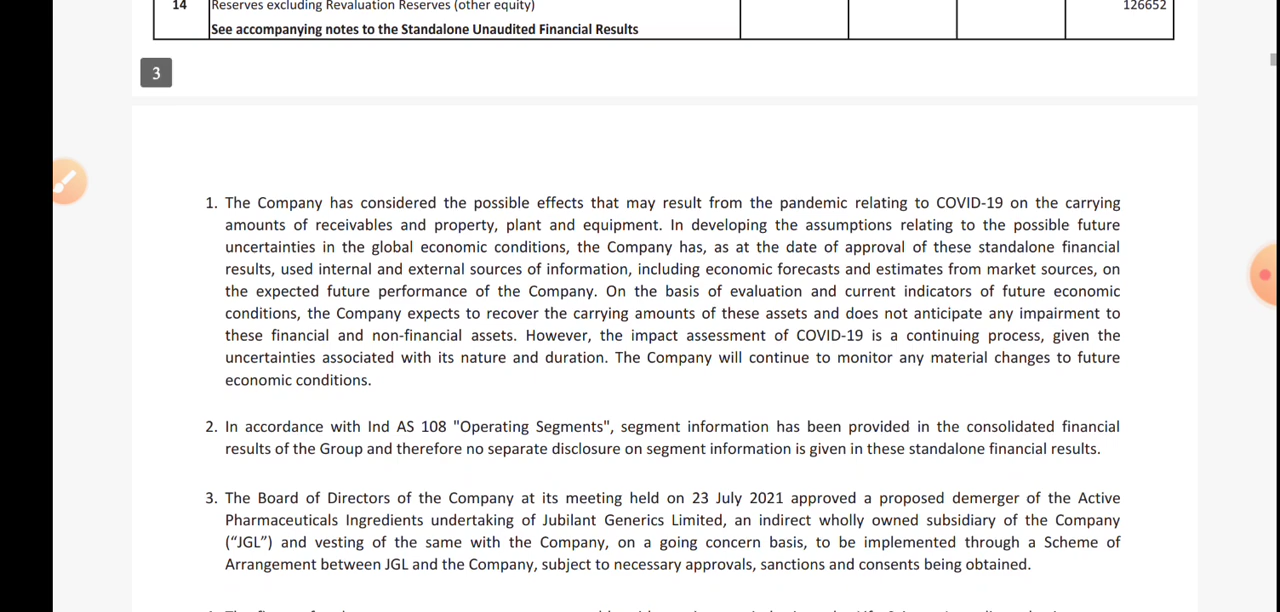 14 Reserves excluding Revaluation Reserves (other equity) 126652
See accompanying notes to the Standalone Unaudited Financial Results
3
1. The Company has considered the possible effects that may result from the pandemic relating to COVID-19 on the carrying
amounts of receivables and property, plant and equipment. In developing the assumptions relating to the possible future
uncertainties in the global economic conditions, the Company has, as at the date of approval of these standalone financial
results, used internal and external sources of information, including economic forecasts and estimates from market sources, on
the expected future performance of the Company. On the basis of evaluation and current indicators of future economic
conditions, the Company expects to recover the carrying amounts of these assets and does not anticipate any impairment to
these financial and non-financial assets. However, the impact assessment of COVID-19 is a continuing process, given the
uncertainties associated with its nature and duration. The Company will continue to monitor any material changes to future
economic conditions.
2. In accordance with Ind AS 108 "Operating Segments", segment information has been provided in the consolidated financial
results of the Group and therefore no separate disclosure on segment information is given in these standalone financial results.
3. The Board of Directors of the Company at its meeting held on 23 July 2021 approved a proposed demerger of the Active
Pharmaceuticals Ingredients undertaking of Jubilant Generics Limited, an indirect wholly owned subsidiary of the Company
(“JGL”) and vesting of the same with the Company, on a going concern basis, to be implemented through a Scheme of
Arrangement between JGL and the Company, subject to necessary approvals, sanctions and consents being obtained.